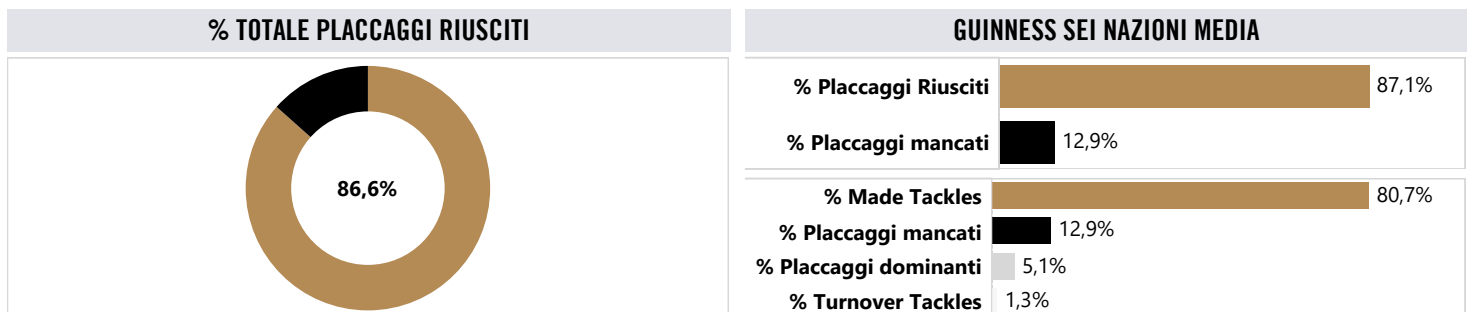 % TOTALE PLACCAGGI RIUSCITI
86,6%
GUINNESS SEI NAZIONI MEDIA
% Placcaggi Riusciti 87,1%
% Placcaggi mancati 12,9%
% Made Tackles 80,7%
% Placcaggi mancati 12,9%
% Placcaggi dominanti 5,1%
% Turnover Tackles 1,3%